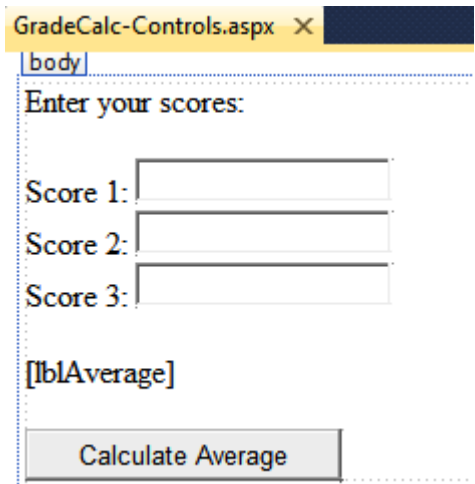 GradeCalc-Controls.aspx
body
Enter your scores:
Score 1:
Score 2:
Score 3:
[lblAverage]
Calculate Average